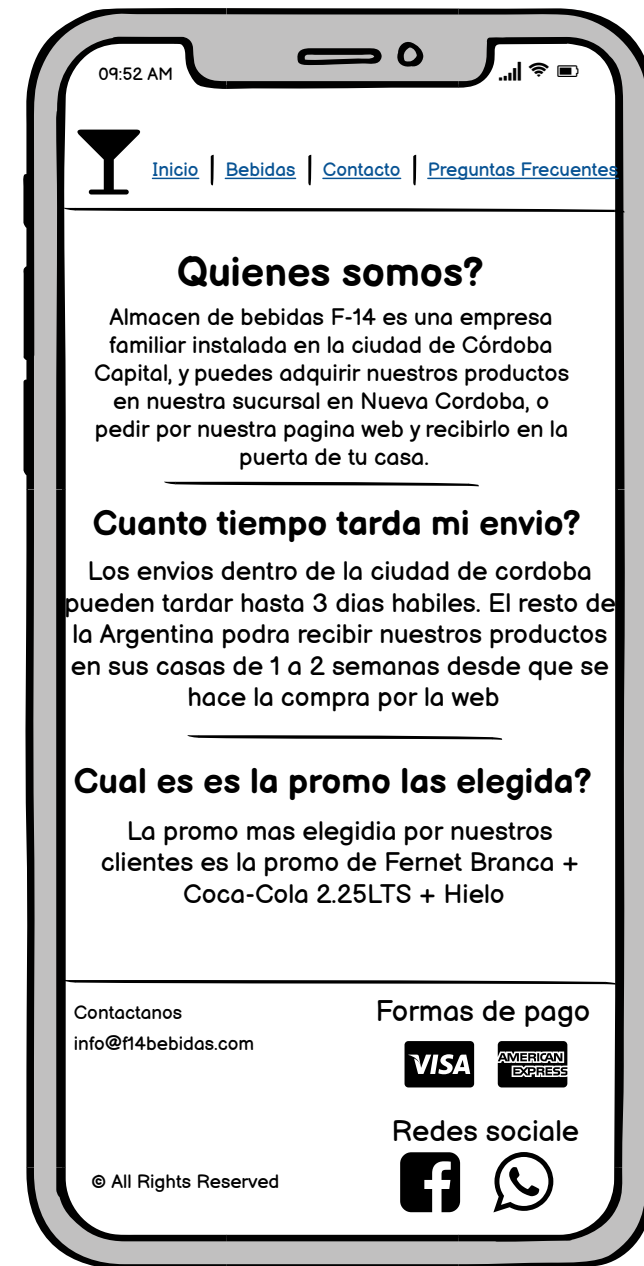 09:52 AM
Inicio Bebidas Contacto Preguntas Frecuentes
Quienes somos?
Almacen de bebidas F-14 es una empresa
familiar instalada en la ciudad de Córdoba
Capital, y puedes adquirir nuestros productos
en nuestra sucursal en Nueva Cordoba, o
pedir por nuestra pagina web y recibirlo en la
puerta de tu casa.
Cuanto tiempo tarda mi envio?
Los envios dentro de la ciudad de cordoba
pueden tardar hasta 3 dias habiles. El resto de
la Argentina podra recibir nuestros productos
en sus casas de 1 a 2 semanas desde que se
hace la compra por la web
Cual es es la promo las elegida?
La promo mas elegidia por nuestros
clientes es la promo de Fernet Branca +
Coca-Cola 2.25LTS + Hielo
Contactanos
info@f14bebidas.com
Formas de pago
VISA
AMERICAN
EXPRESS
Redes sociale
© All Rights Reserved